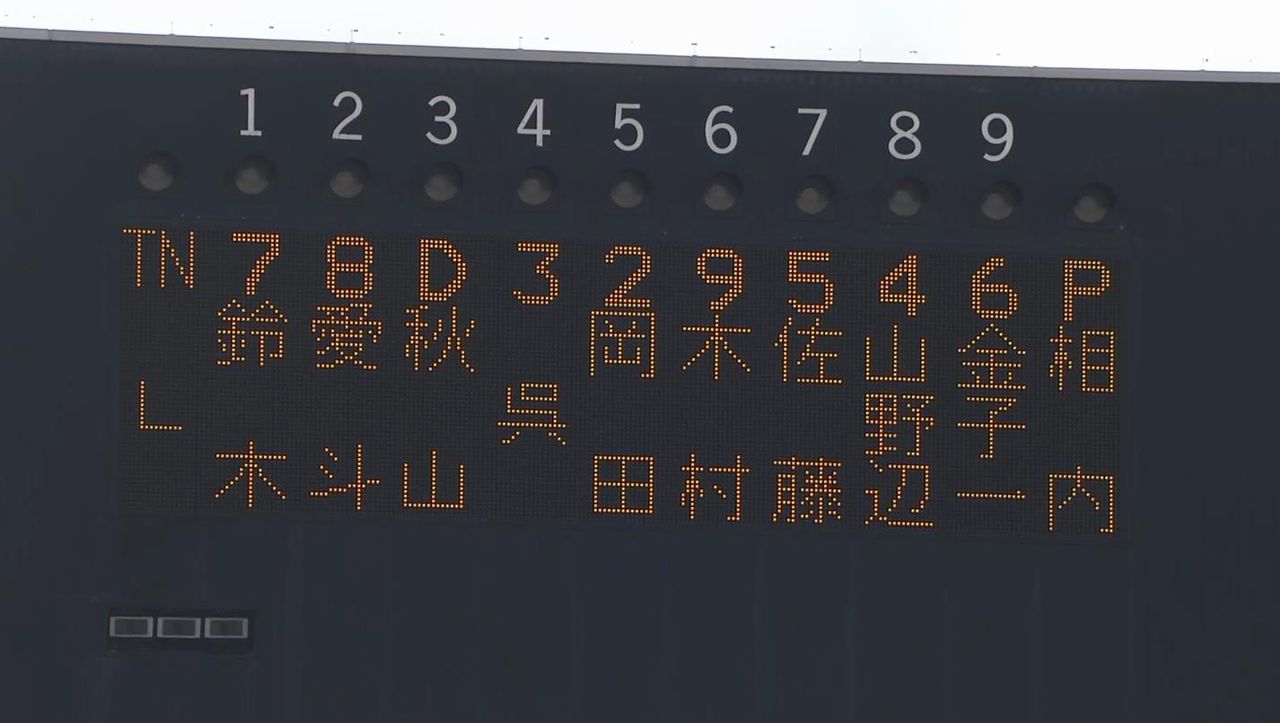 1 2 3 4 5 6 7 8 9
TN 7 8 D 3 2 9 5 4 6 P
L 鈴木 愛斗 秋山 呉 岡田 木村 佐藤 山野辺 金子一 相内